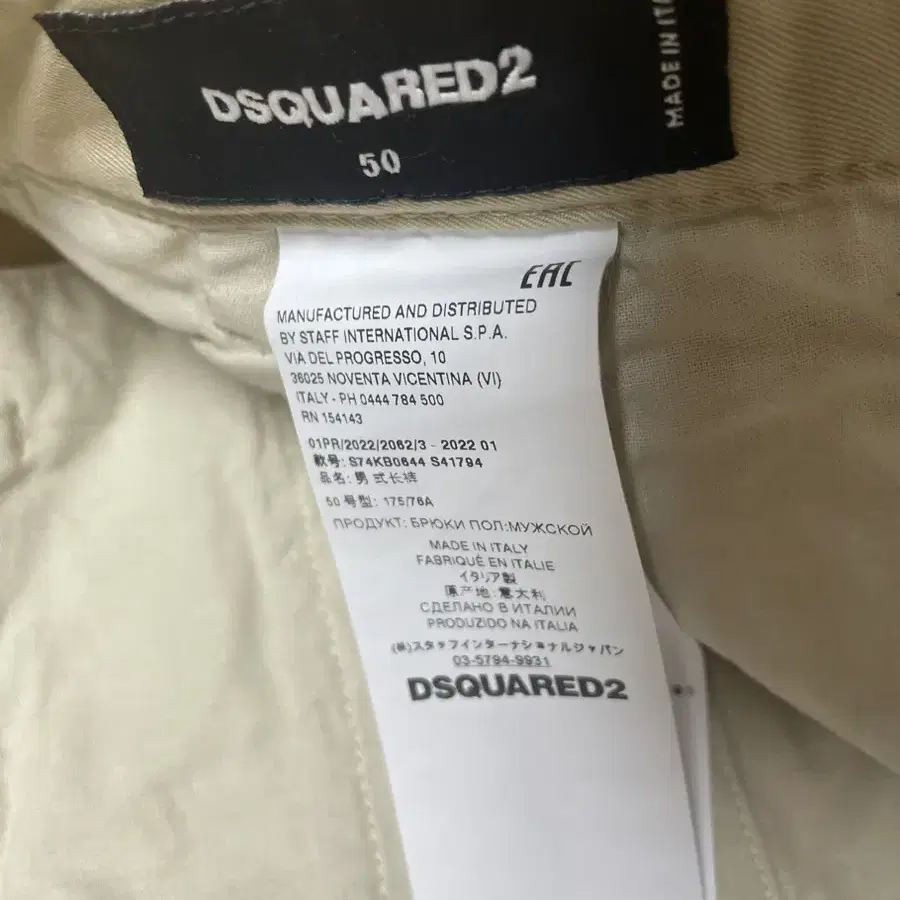 DSQUARED2
50
MADE IN ITA
EAC
MANUFACTURED AND DISTRIBUTED
BY STAFF INTERNATIONAL S.P.A.
VIA DEL PROGRESSO, 10
36025 NOVENTA VICENTINA (VI)
ITALY - PH 0444 784 500
RN 154143
01PR/2022/2062/3 - 2022 01
款号: S74KB0644 S41794
品名: 男式长裤
50 号型: 175/76A
ПРОДУКТ: БРЮКИ ПОЛ:МУЖСКОЙ
MADE IN ITALY
FABRIQUÉ EN ITALIE
イタリア製
原产地: 意大利
СДЕЛАНО В ИТАЛИИ
PRODUZIDO NA ITALIA
(株)スタッフインターナショナルジャパン
03-5794-9931
DSQUARED2